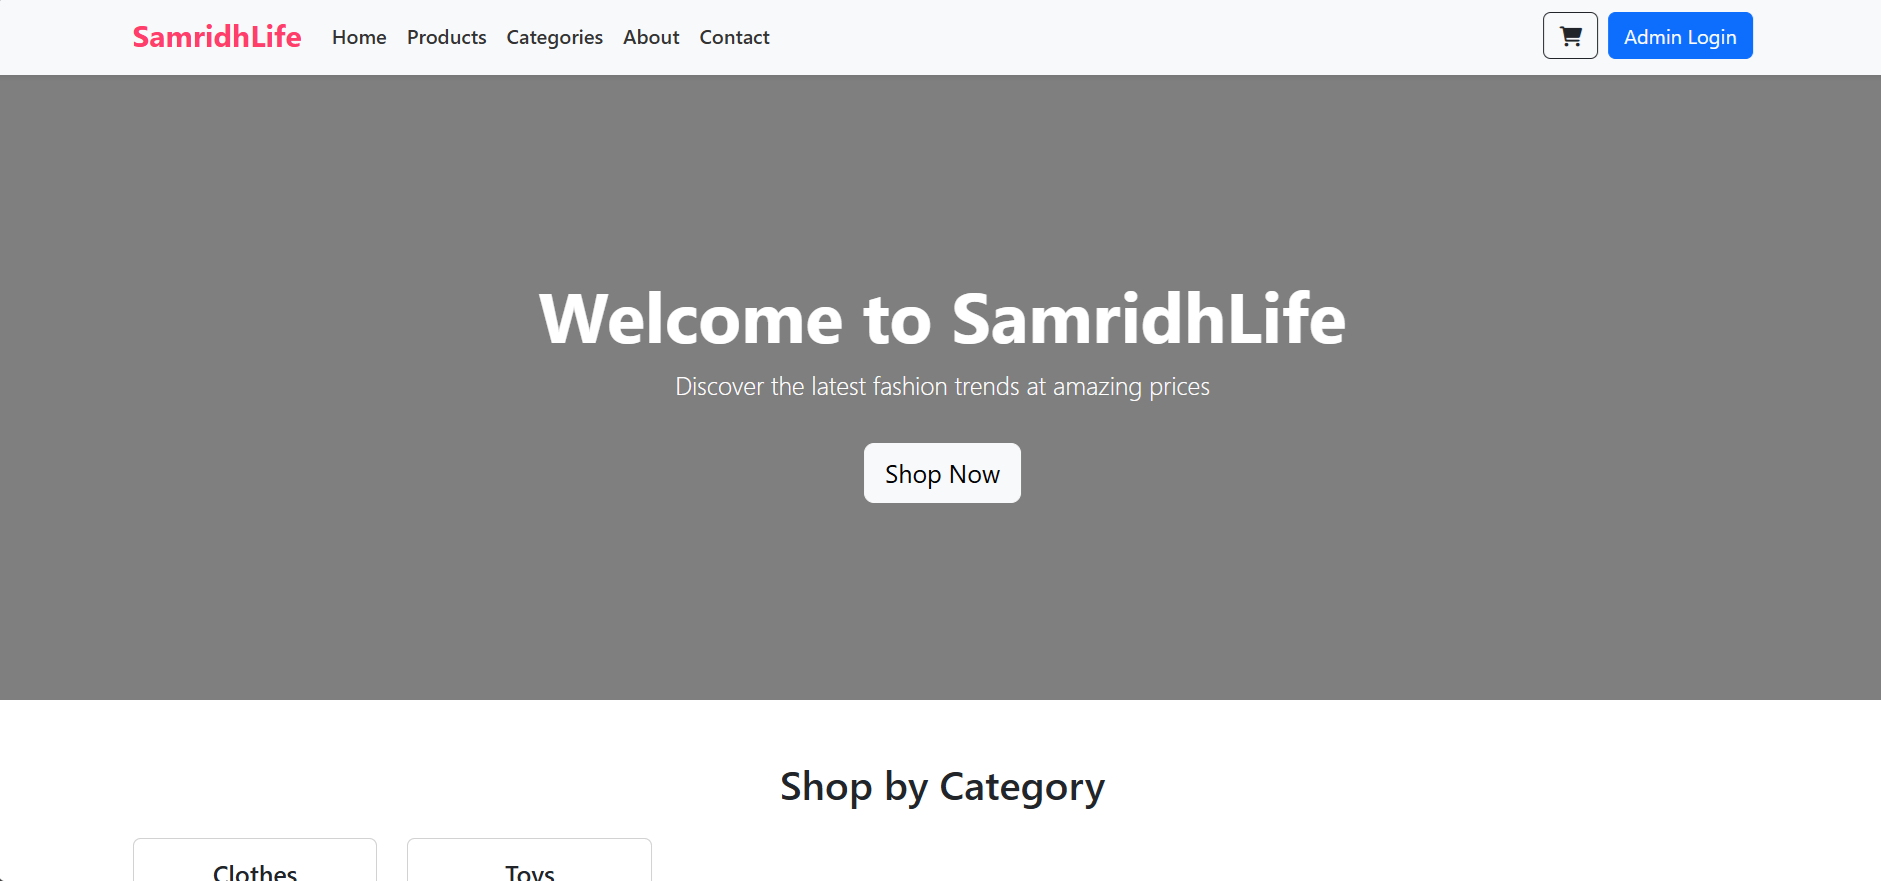 SamridhLife Home Products Categories About Contact Admin Login
Welcome to SamridhLife
Discover the latest fashion trends at amazing prices
Shop Now
Shop by Category
Clothes Toys